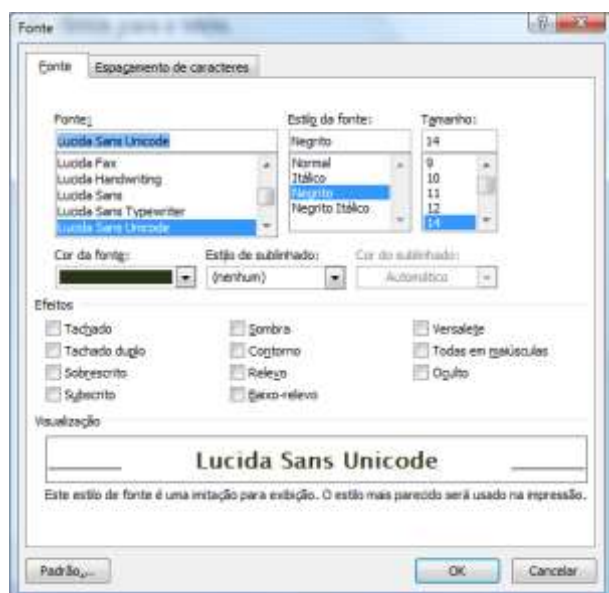 Fonte
Fonte Espaçamento de caracteres
Fonte: Estilo da fonte: Tamanho:
Lucida Sans Unicode Negrito 14
Lucida Fax Normal 9
Lucida Handwriting Itálico 10
Lucida Sans Negrito 11
Lucida Sans Typewriter Negrito Itálico 12
Lucida Sans Unicode 14
Cor da fonte: Estilo de sublinhado: Cor do sublinhado:
(nenhum) Automático
Efeitos
Tachado Sombra Versalete
Tachado duplo Contorno Todas em maiúsculas
Sobrescrito Relevo Oculto
Subscrito Baixo-relevo
Visualização
Lucida Sans Unicode
Este estilo de fonte é uma imitação para exibição. O estilo mais parecido será usado na impressão.
Padrão... OK Cancelar